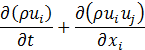 ∂(ρu_i)/∂t + ∂(ρu_i u_j)/∂x_i